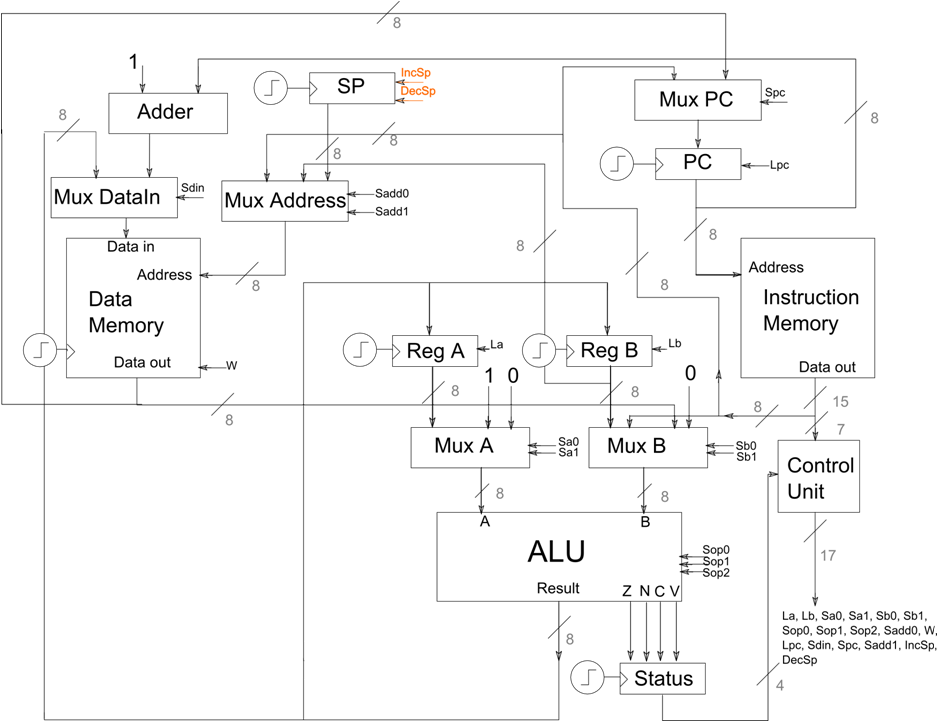 8
1
IncSp
SP
DecSp
Adder
Mux PC
Spc
8
8
8
8
PC
Lpc
Mux DataIn
Sdin
Mux Address
Sadd0
Sadd1
8
8
Data in
Address
8
8
Address
Data
Memory
Instruction
Memory
Reg A
La
Reg B
Lb
Data out
W
Data out
8
1
0
8
0
8
8
15
7
Mux A
Sa0
Sa1
Mux B
Sb0
Sb1
Control
Unit
8
8
A
B
ALU
Sop0
Sop1
Sop2
17
Result
Z N C V
La, Lb, Sa0, Sa1, Sb0, Sb1,
Sop0, Sop1, Sop2, Sadd0, W,
Lpc, Sdin, Spc, Sadd1, IncSp,
DecSp
8
Status
4